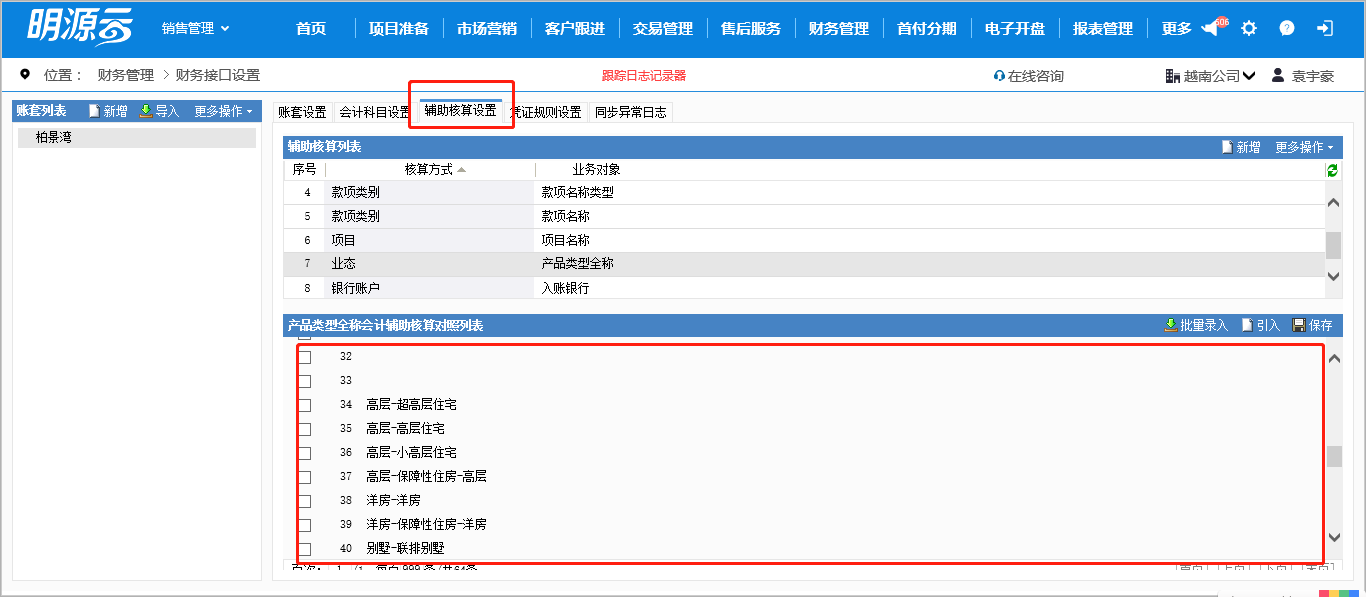 明源云 销售管理 首页 项目准备 市场营销 客户跟进 交易管理 售后服务 财务管理 首付分期 电子开盘 报表管理 更多 506
位置： 财务管理 > 财务接口设置 跟踪日志记录器 在线咨询 越南公司 袁宇豪
账套列表 新增 导入 更多操作
柏景湾
账套设置 会计科目设置 辅助核算设置 凭证规则设置 同步异常日志
辅助核算列表 新增 更多操作
序号 核算方式 业务对象
4 款项类别 款项名称类型
5 款项类别 款项名称
6 项目 项目名称
7 业态 产品类型全称
8 银行账户 入账银行
产品类型全称会计辅助核算对照列表 批量录入 引入 保存
32
33
34 高层-超高层住宅
35 高层-高层住宅
36 高层-小高层住宅
37 高层-保障性住房-高层
38 洋房-洋房
39 洋房-保障性住房-洋房
40 别墅-联排别墅